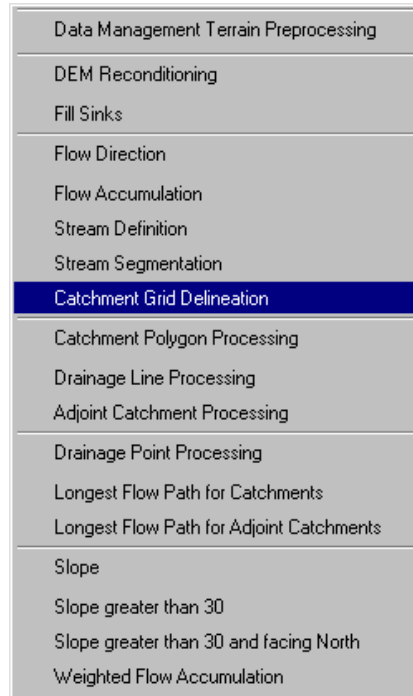 Data Management Terrain Preprocessing
DEM Reconditioning
Fill Sinks
Flow Direction
Flow Accumulation
Stream Definition
Stream Segmentation
Catchment Grid Delineation
Catchment Polygon Processing
Drainage Line Processing
Adjoint Catchment Processing
Drainage Point Processing
Longest Flow Path for Catchments
Longest Flow Path for Adjoint Catchments
Slope
Slope greater than 30
Slope greater than 30 and facing North
Weighted Flow Accumulation